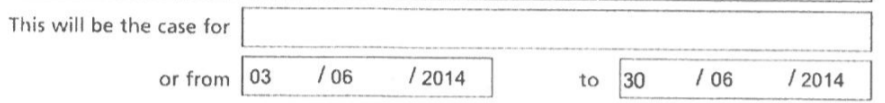 This will be the case for
or from 03 / 06 / 2014 to 30 / 06 / 2014